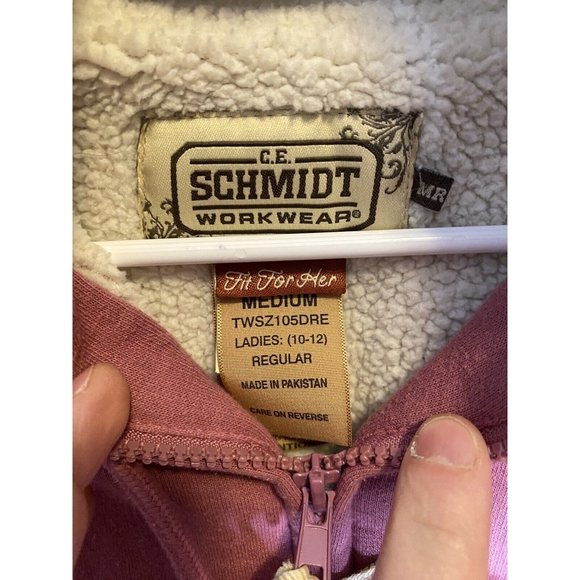 C.E.
SCHMIDT
WORKWEAR®
MR
Fit For Her
MEDIUM
TWSZ105DRE
LADIES: (10-12)
REGULAR
MADE IN PAKISTAN
CARE ON REVERSE